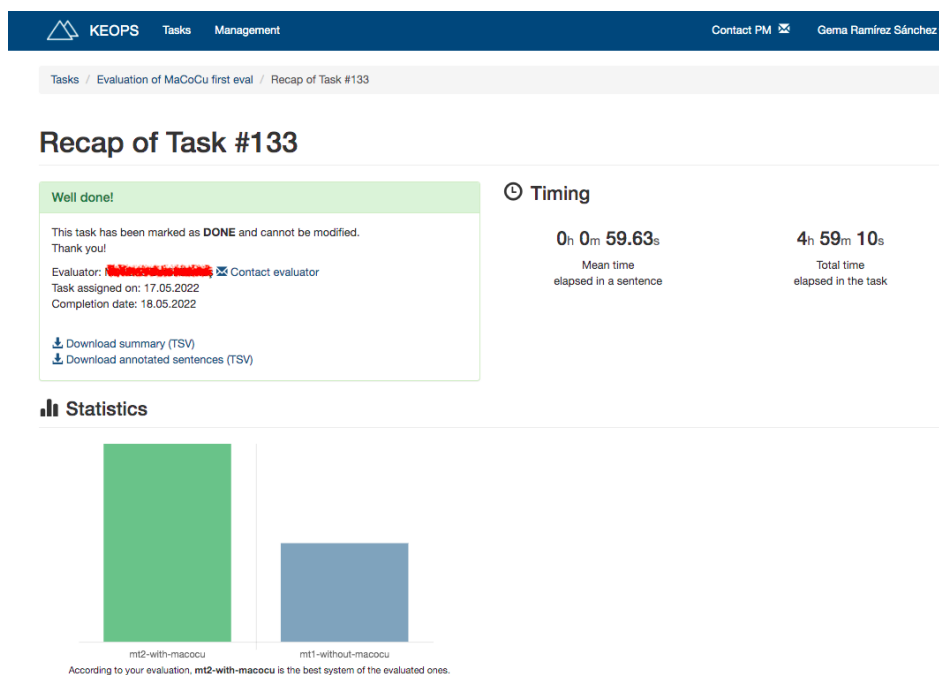 KEOPS Tasks Management Contact PM Gema Ramírez Sánchez
Tasks / Evaluation of MaCoCu first eval / Recap of Task #133
Recap of Task #133
Well done!
This task has been marked as DONE and cannot be modified.
Thank you!
Evaluator: Contact evaluator
Task assigned on: 17.05.2022
Completion date: 18.05.2022
Download summary (TSV)
Download annotated sentences (TSV)
Timing
0h 0m 59.63s
Mean time
elapsed in a sentence
4h 59m 10s
Total time
elapsed in the task
Statistics
mt2-with-macocu mt1-without-macocu
According to your evaluation, mt2-with-macocu is the best system of the evaluated ones.